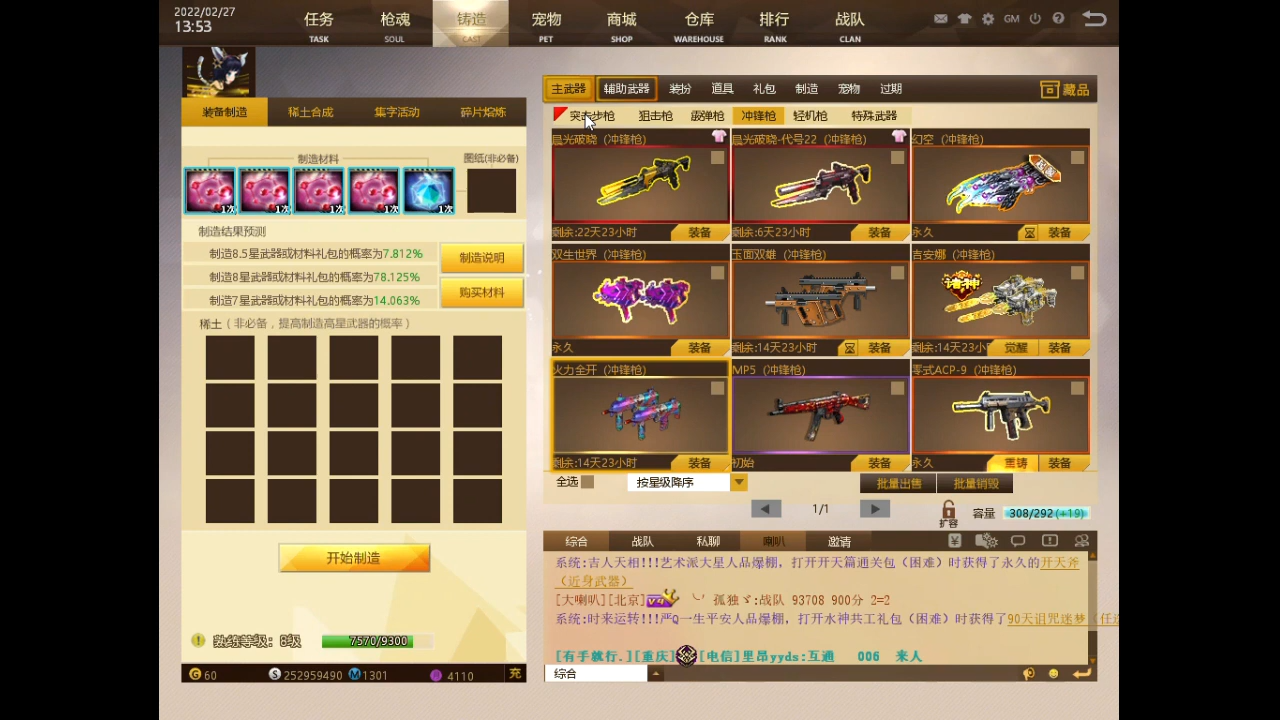 2022/02/27
13:53
任务 枪魂 铸造 宠物 商城 仓库 排行 战队
TASK SOUL CAST PET SHOP WAREHOUSE RANK CLAN
GM
主武器 辅助武器 装扮 道具 礼包 制造 宠物 过期 藏品
突击步枪 狙击枪 霰弹枪 冲锋枪 轻机枪 特殊武器
装备制造 稀土合成 集字活动 碎片熔炼
制造材料 图纸(非必备)
1次 1次 1次 1次 1次
制造结果预测
制造8.5星武器或材料礼包的概率为7.812%
制造8星武器或材料礼包的概率为78.125%
制造7星武器或材料礼包的概率为14.063%
制造说明
购买材料
稀土（非必备，提高制造高星武器的概率）
开始制造
熟练等级：8级 7570/9300
G 60 S 252959490 M 1301 4110 充
晨光破晓 (冲锋枪) 晨光破晓-代号22 (冲锋枪) 幻空 (冲锋枪)
剩余:22天23小时 装备 剩余:6天23小时 装备 永久 装备
双生世界 (冲锋枪) 玉面双雄 (冲锋枪) 吉安娜 (冲锋枪)
诸神
永久 装备 剩余:14天23小时 装备 剩余:14天23小 觉醒 装备
火力全开 (冲锋枪) MP5 (冲锋枪) 零式ACP-9 (冲锋枪)
剩余:14天23小时 装备 初始 装备 永久 重铸 装备
全选 按星级降序 批量出售 批量销毁
1/1 扩容 容量 308/292(+19)
综合 战队 私聊 喇叭 邀请
系统:吉人天相!!!艺术派大星人品爆棚，打开开天篇通关包（困难）时获得了永久的开天斧
（近身武器）
[大喇叭][北京] 孤独ゞ:战队 93708 900分 2=2
系统:时来运转!!!严Q一生平安人品爆棚，打开水神共工礼包（困难）时获得了90天诅咒迷梦（任
[有手就行.][重庆] [电信]里昂yyds:互通 006 来人
综合